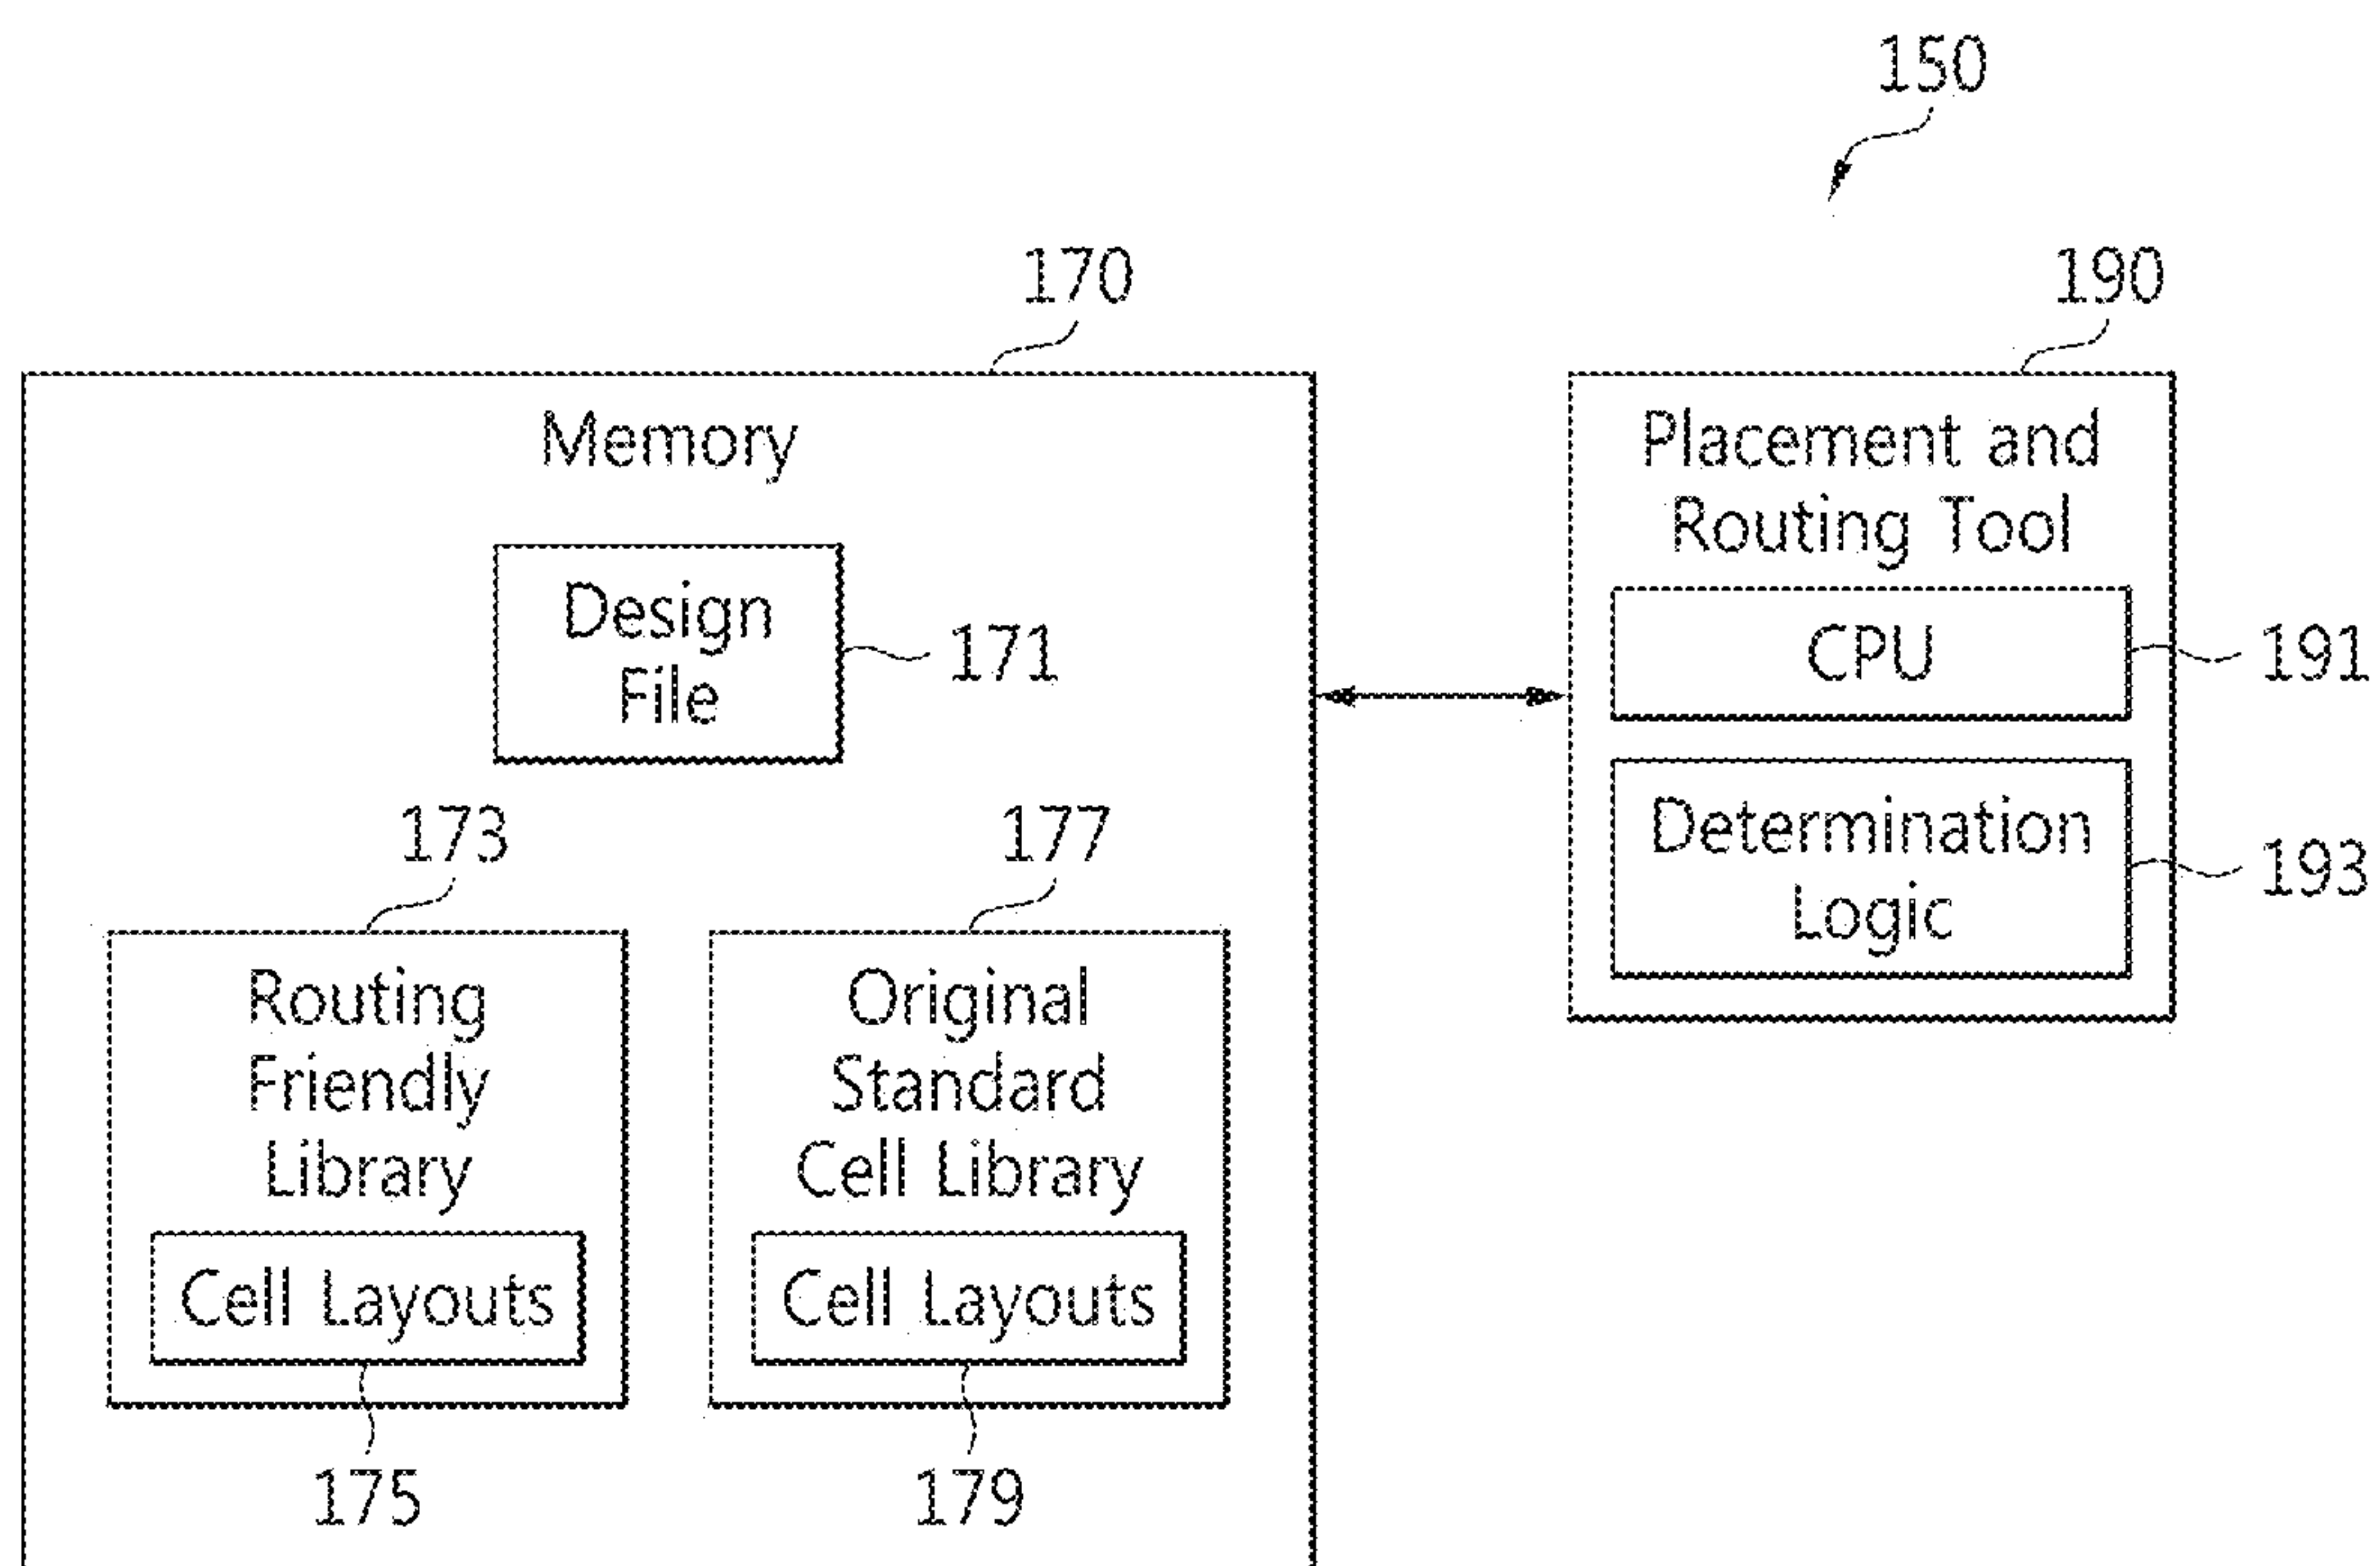 150
170
190
Memory
Placement and
Routing Tool
Design
File
171
CPU
191
Determination
Logic
193
173
177
Routing
Friendly
Library
Cell Layouts
Original
Standard
Cell Library
Cell Layouts
175
179